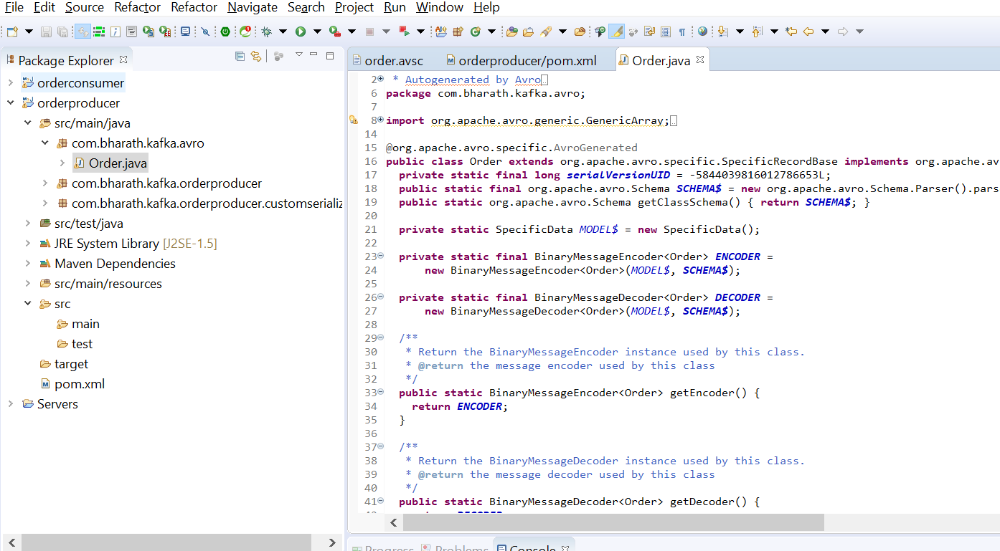 File Edit Source Refactor Refactor Navigate Search Project Run Window Help
Package Explorer
orderconsumer
orderproducer
src/main/java
com.bharath.kafka.avro
Order.java
com.bharath.kafka.orderproducer
com.bharath.kafka.orderproducer.customserializ
src/test/java
JRE System Library [J2SE-1.5]
Maven Dependencies
src/main/resources
src
main
test
target
pom.xml
Servers
order.avsc orderproducer/pom.xml Order.java
2 * Autogenerated by Avro
6 package com.bharath.kafka.avro;
7
8 import org.apache.avro.generic.GenericArray;
14
15 @org.apache.avro.specific.AvroGenerated
16 public class Order extends org.apache.avro.specific.SpecificRecordBase implements org.apache.av
17 private static final long serialVersionUID = -5844039816012786653L;
18 public static final org.apache.avro.Schema SCHEMA$ = new org.apache.avro.Schema.Parser().pars
19 public static org.apache.avro.Schema getClassSchema() { return SCHEMA$; }
20
21 private static SpecificData MODEL$ = new SpecificData();
22
23 private static final BinaryMessageEncoder<Order> ENCODER =
24 new BinaryMessageEncoder<Order>(MODEL$, SCHEMA$);
25
26 private static final BinaryMessageDecoder<Order> DECODER =
27 new BinaryMessageDecoder<Order>(MODEL$, SCHEMA$);
28
29 /**
30 * Return the BinaryMessageEncoder instance used by this class.
31 * @return the message encoder used by this class
32 */
33 public static BinaryMessageEncoder<Order> getEncoder() {
34 return ENCODER;
35 }
36
37 /**
38 * Return the BinaryMessageDecoder instance used by this class.
39 * @return the message decoder used by this class
40 */
41 public static BinaryMessageDecoder<Order> getDecoder() {
Progress Problems Console